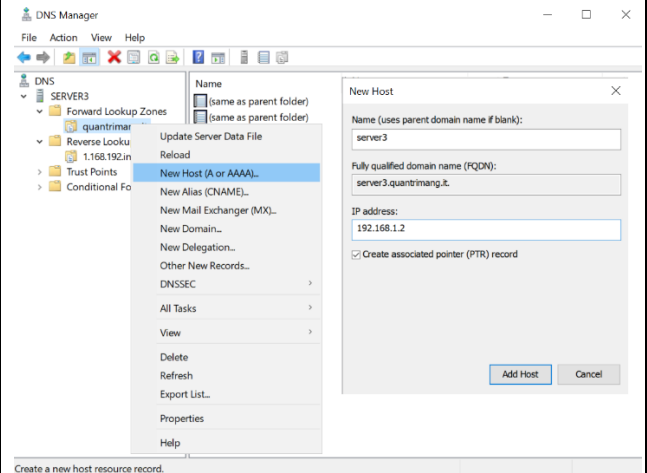 DNS Manager
File Action View Help
DNS
SERVER3
Forward Lookup Zones
Reverse
1.168.192.in
Trust Points
Conditional
Name
(same as parent folder)
(same as parent folder)
Update Server Data File
Reload
New Host (A or AAAA)...
New Alias (CNAME)...
New Mail Exchanger (MX)...
New Domain...
New Delegation...
Other New Records...
DNSSEC
All Tasks
View
Delete
Refresh
Export List...
Properties
Help
New Host
Name (uses parent domain name if blank):
server3
Fully qualified domain name (FQDN):
server3.quantrimang.it.
IP address:
192.168.1.2
Create associated pointer (PTR) record
Add Host Cancel
Create a new host resource record.